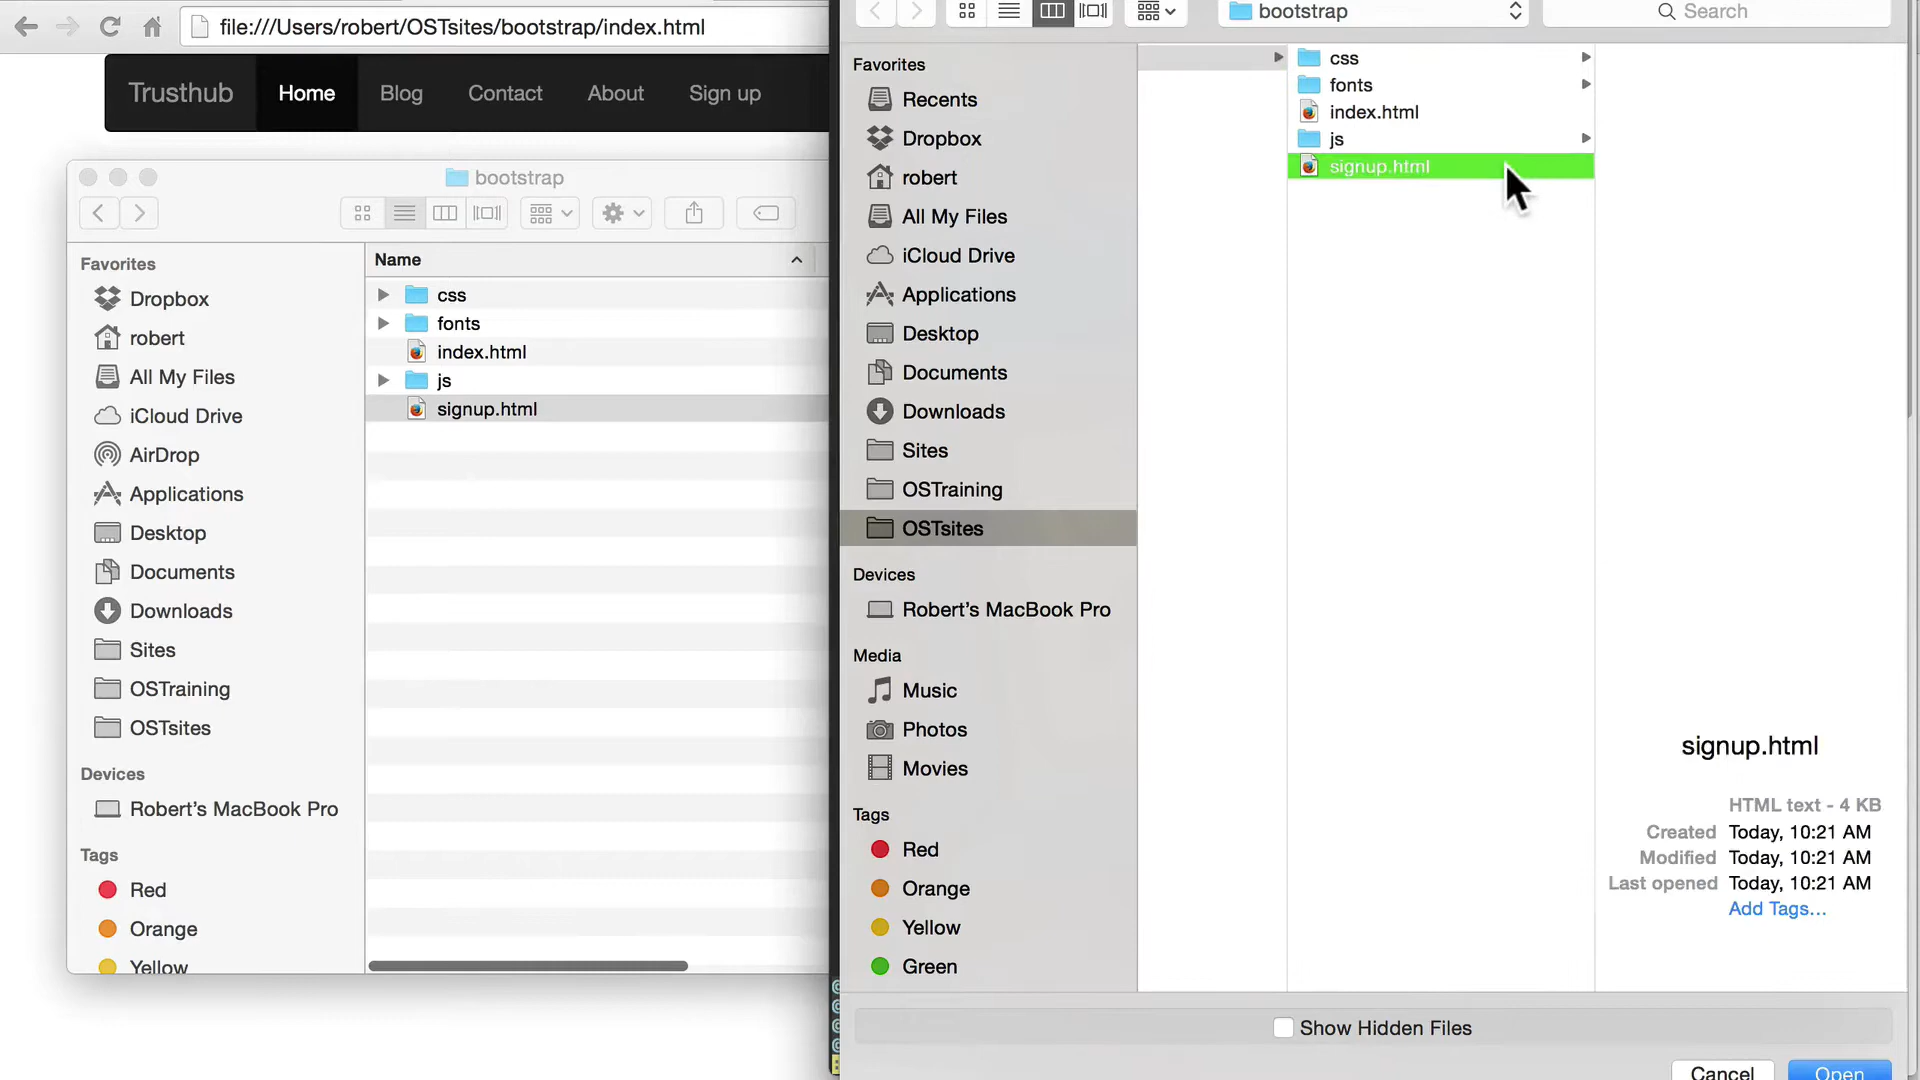 file:///Users/robert/OSTsites/bootstrap/index.html
Trusthub Home Blog Contact About Sign up
bootstrap
Favorites
Dropbox
robert
All My Files
iCloud Drive
AirDrop
Applications
Desktop
Documents
Downloads
Sites
OSTraining
OSTsites
Devices
Robert’s MacBook Pro
Tags
Red
Orange
Yellow
Name
css
fonts
index.html
js
signup.html
bootstrap
Search
Favorites
Recents
Dropbox
robert
All My Files
iCloud Drive
Applications
Desktop
Documents
Downloads
Sites
OSTraining
OSTsites
Devices
Robert’s MacBook Pro
Media
Music
Photos
Movies
Tags
Red
Orange
Yellow
Green
css
fonts
index.html
js
signup.html
signup.html
HTML text - 4 KB
Created Today, 10:21 AM
Modified Today, 10:21 AM
Last opened Today, 10:21 AM
Add Tags...
Show Hidden Files
Cancel Open